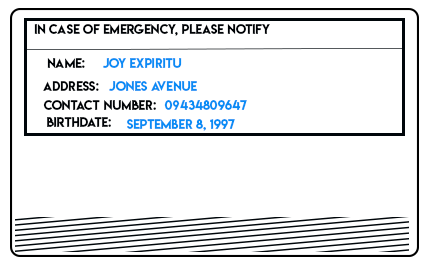 IN CASE OF EMERGENCY, PLEASE NOTIFY
NAME: JOY EXPIRITU
ADDRESS: JONES AVENUE
CONTACT NUMBER: 09434809647
BIRTHDATE: SEPTEMBER 8, 1997